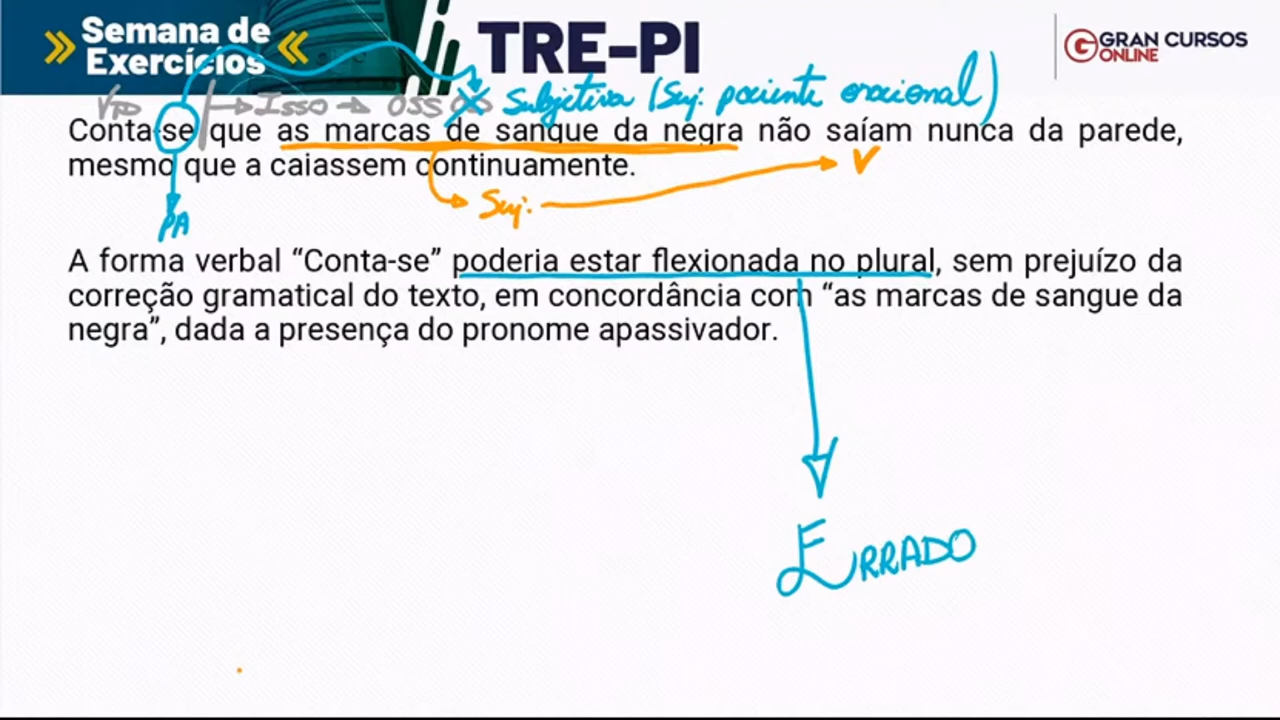 Semana de
Exercícios
TRE-PI
GRAN CURSOS
ONLINE
VTD Isso OSS X Subjetiva (Suj: paciente oracional)
Conta-se que as marcas de sangue da negra não saíam nunca da parede,
mesmo que a caiassem continuamente.
V
Suj:
PA
A forma verbal “Conta-se” poderia estar flexionada no plural, sem prejuízo da
correção gramatical do texto, em concordância com “as marcas de sangue da
negra”, dada a presença do pronome apassivador.
ERRADO